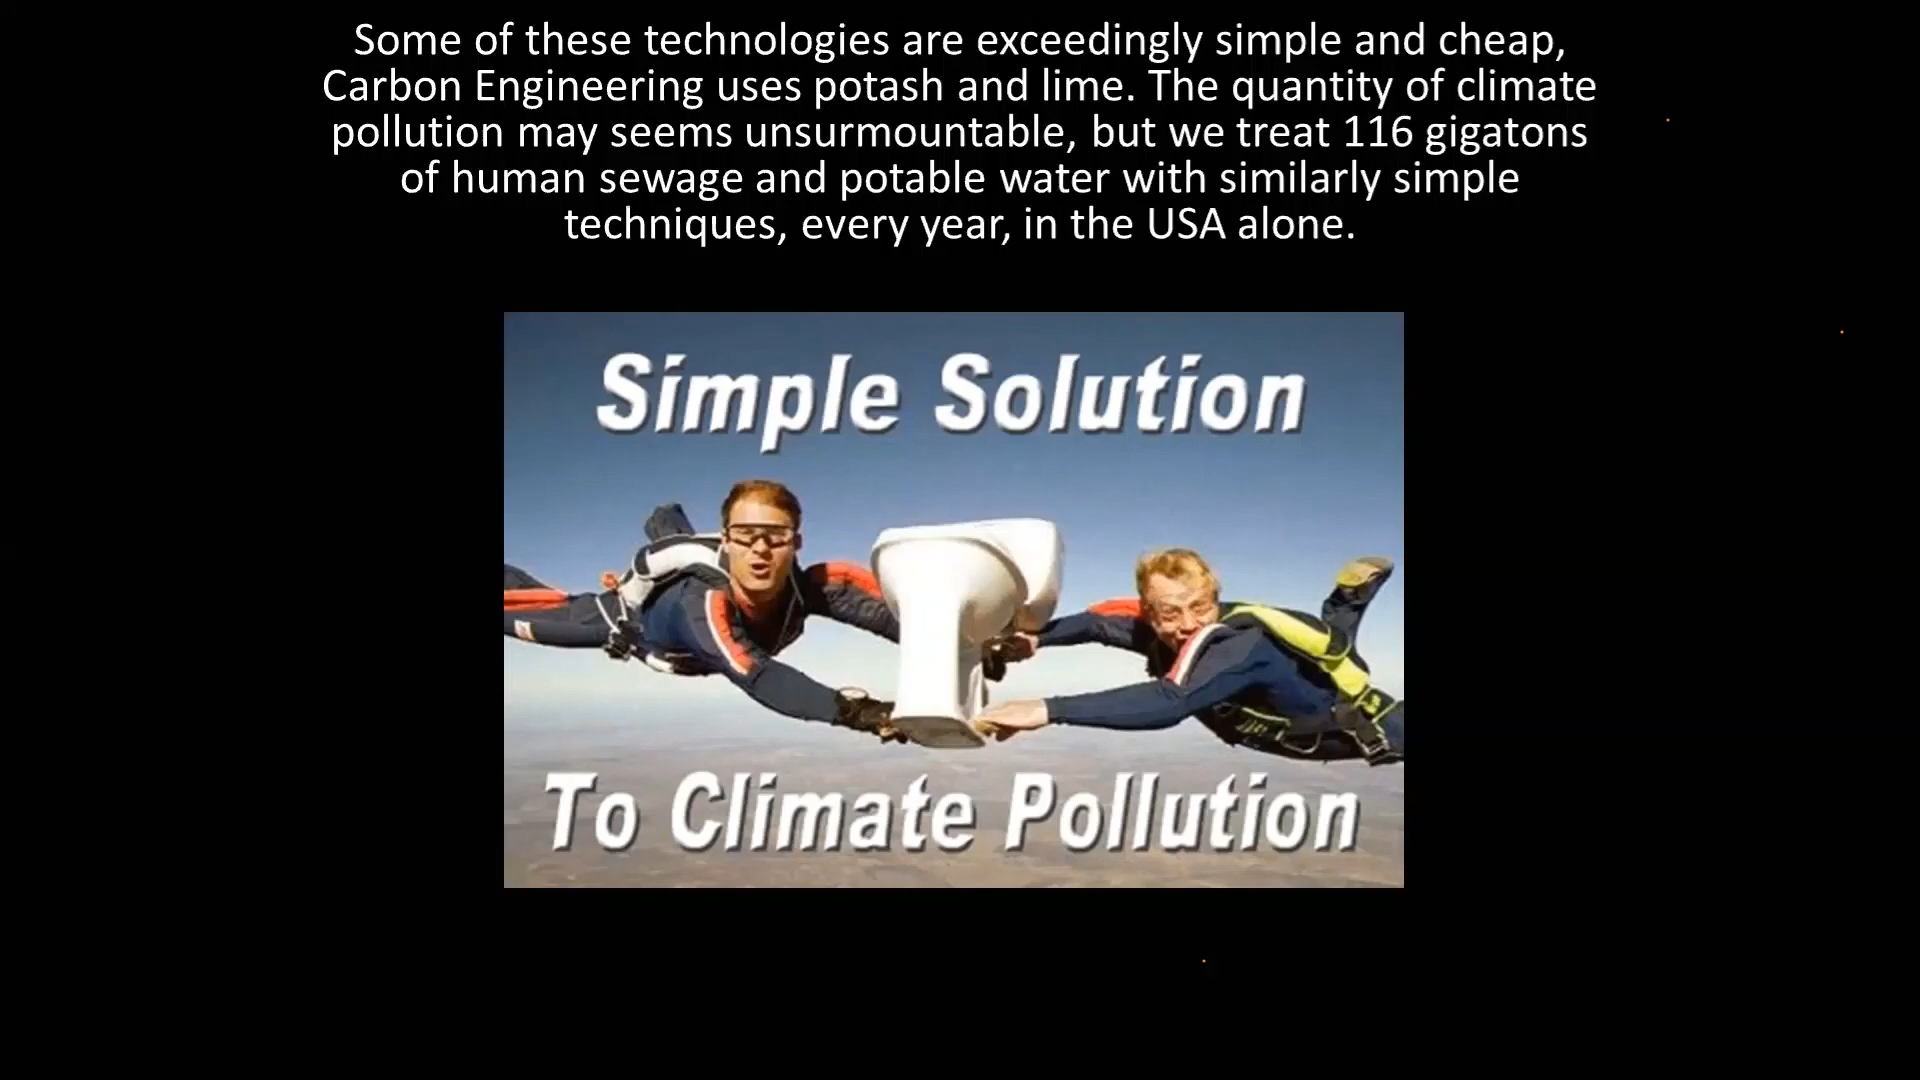 Some of these technologies are exceedingly simple and cheap,
Carbon Engineering uses potash and lime. The quantity of climate
pollution may seems unsurmountable, but we treat 116 gigatons
of human sewage and potable water with similarly simple
techniques, every year, in the USA alone.
Simple Solution
To Climate Pollution